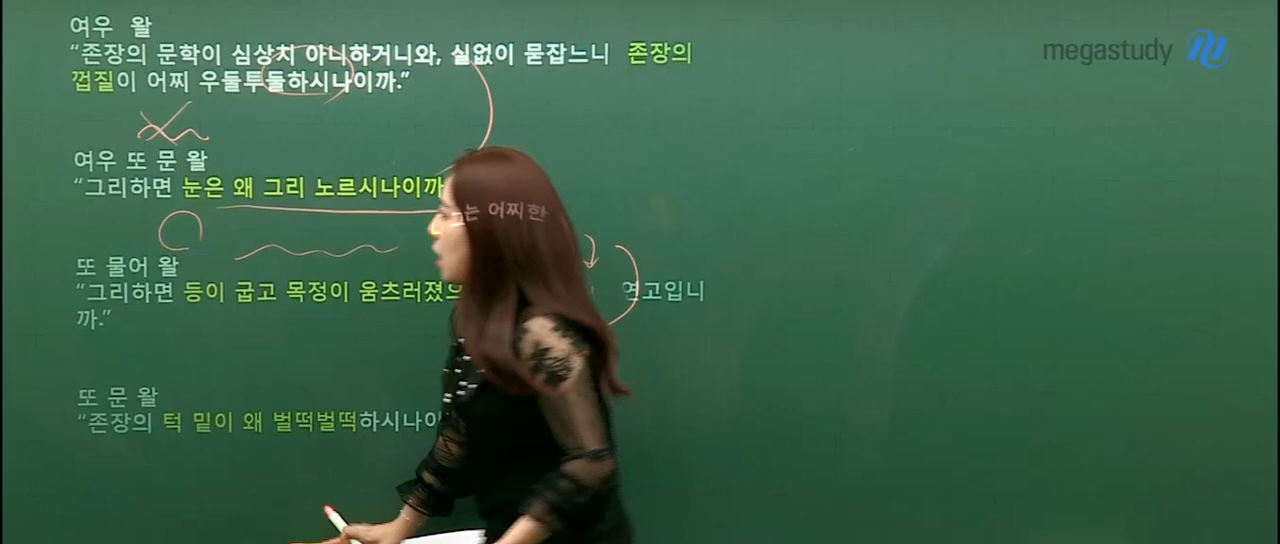 여우 왈
megastudy
“존장의 문학이 심상치 아니하거니와, 실없이 묻잡느니 존장의
껍질이 어찌 우둘투둘하시나이까.”
여우 또 문 왈
“그리하면 눈은 왜 그리 노르시나이까
는 어찌한
또 물어 왈
“그리하면 등이 굽고 목정이 움츠러졌으 연고입니
까.”
또 문 왈
“존장의 턱 밑이 왜 벌떡벌떡하시나이